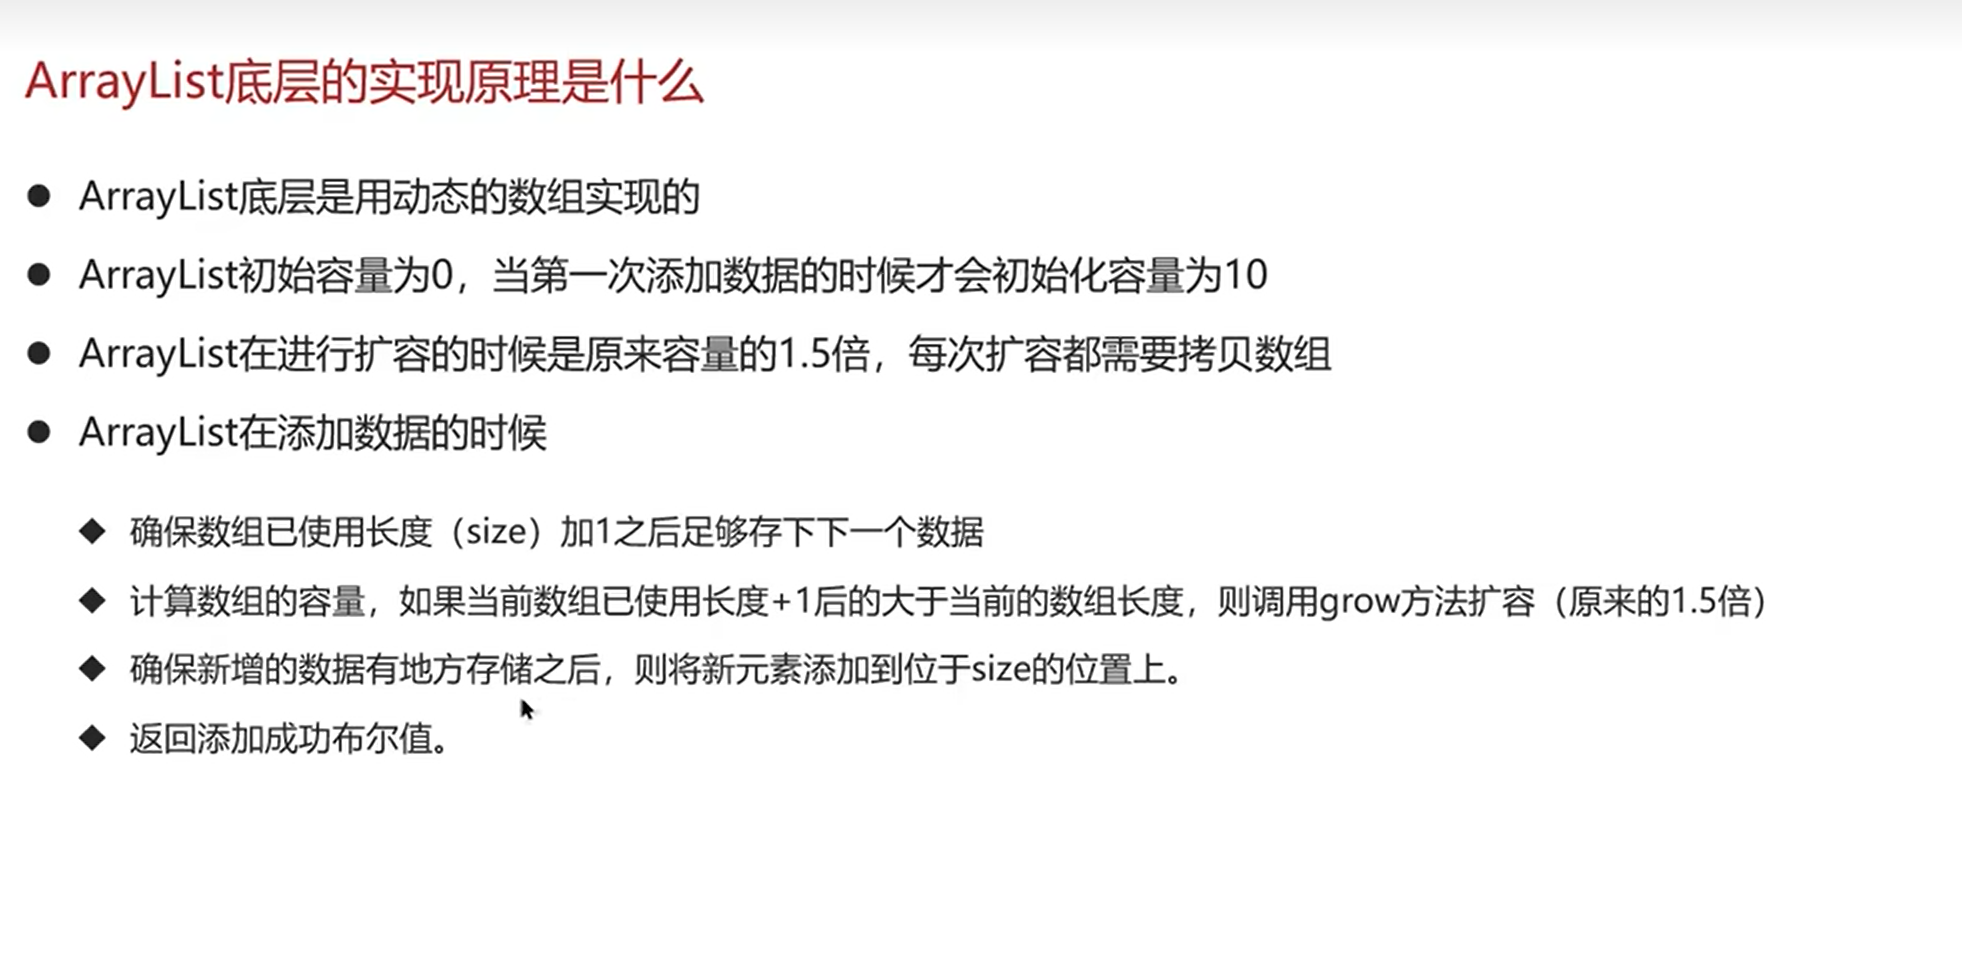 ArrayList底层的实现原理是什么
● ArrayList底层是用动态的数组实现的
● ArrayList初始容量为0，当第一次添加数据的时候才会初始化容量为10
● ArrayList在进行扩容的时候是原来容量的1.5倍，每次扩容都需要拷贝数组
● ArrayList在添加数据的时候
◆ 确保数组已使用长度（size）加1之后足够存下下一个数据
◆ 计算数组的容量，如果当前数组已使用长度+1后的大于当前的数组长度，则调用grow方法扩容（原来的1.5倍）
◆ 确保新增的数据有地方存储之后，则将新元素添加到位于size的位置上。
◆ 返回添加成功布尔值。